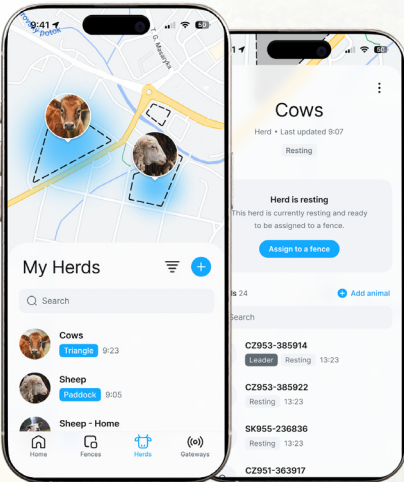 9:41
50
potok
T. G. Masaryka
My Herds
Search
Cows
Triangle 9:23
Sheep
Paddock 9:05
Sheep - Home
Home Fences Herds Gateways
50
Cows
Herd • Last updated 9:07
Resting
Herd is resting
This herd is currently resting and ready
to be assigned to a fence.
Assign to a fence
24
Add animal
Search
CZ953-385914
Leader Resting 13:23
CZ953-385922
Resting 13:23
SK955-236836
Resting 13:23
CZ951-363917